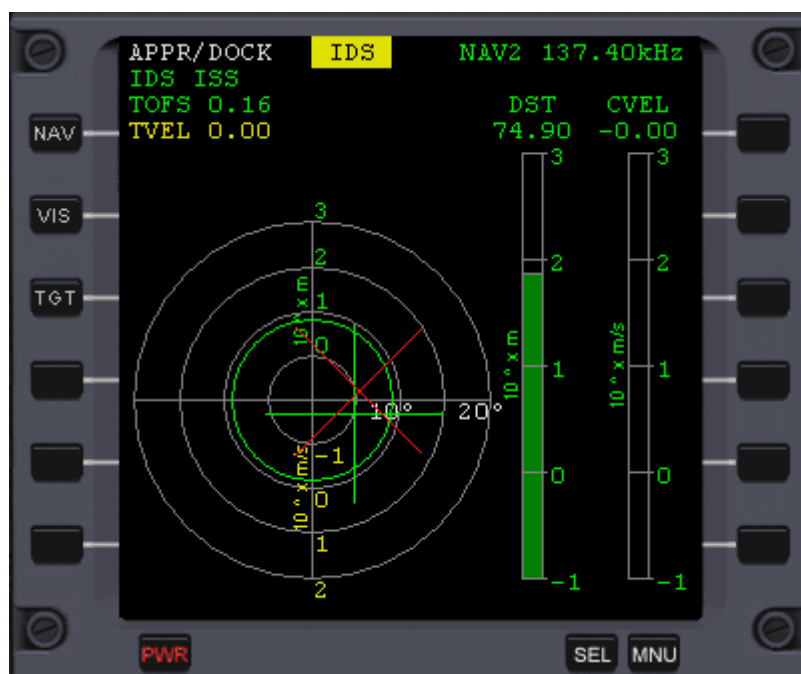 APPR/DOCK IDS NAV2 137.40kHz
IDS ISS
TOFS 0.16 DST CVEL
NAV TVEL 0.00 74.90 -0.00
3 3
VIS
3
2 2 2
TGT
1
10^ x m
0
10^ x m 1 10^ x m/s 1
10° 20°
-1
10^ x m/s
0 0 0
1
2 -1 -1
PWR SEL MNU